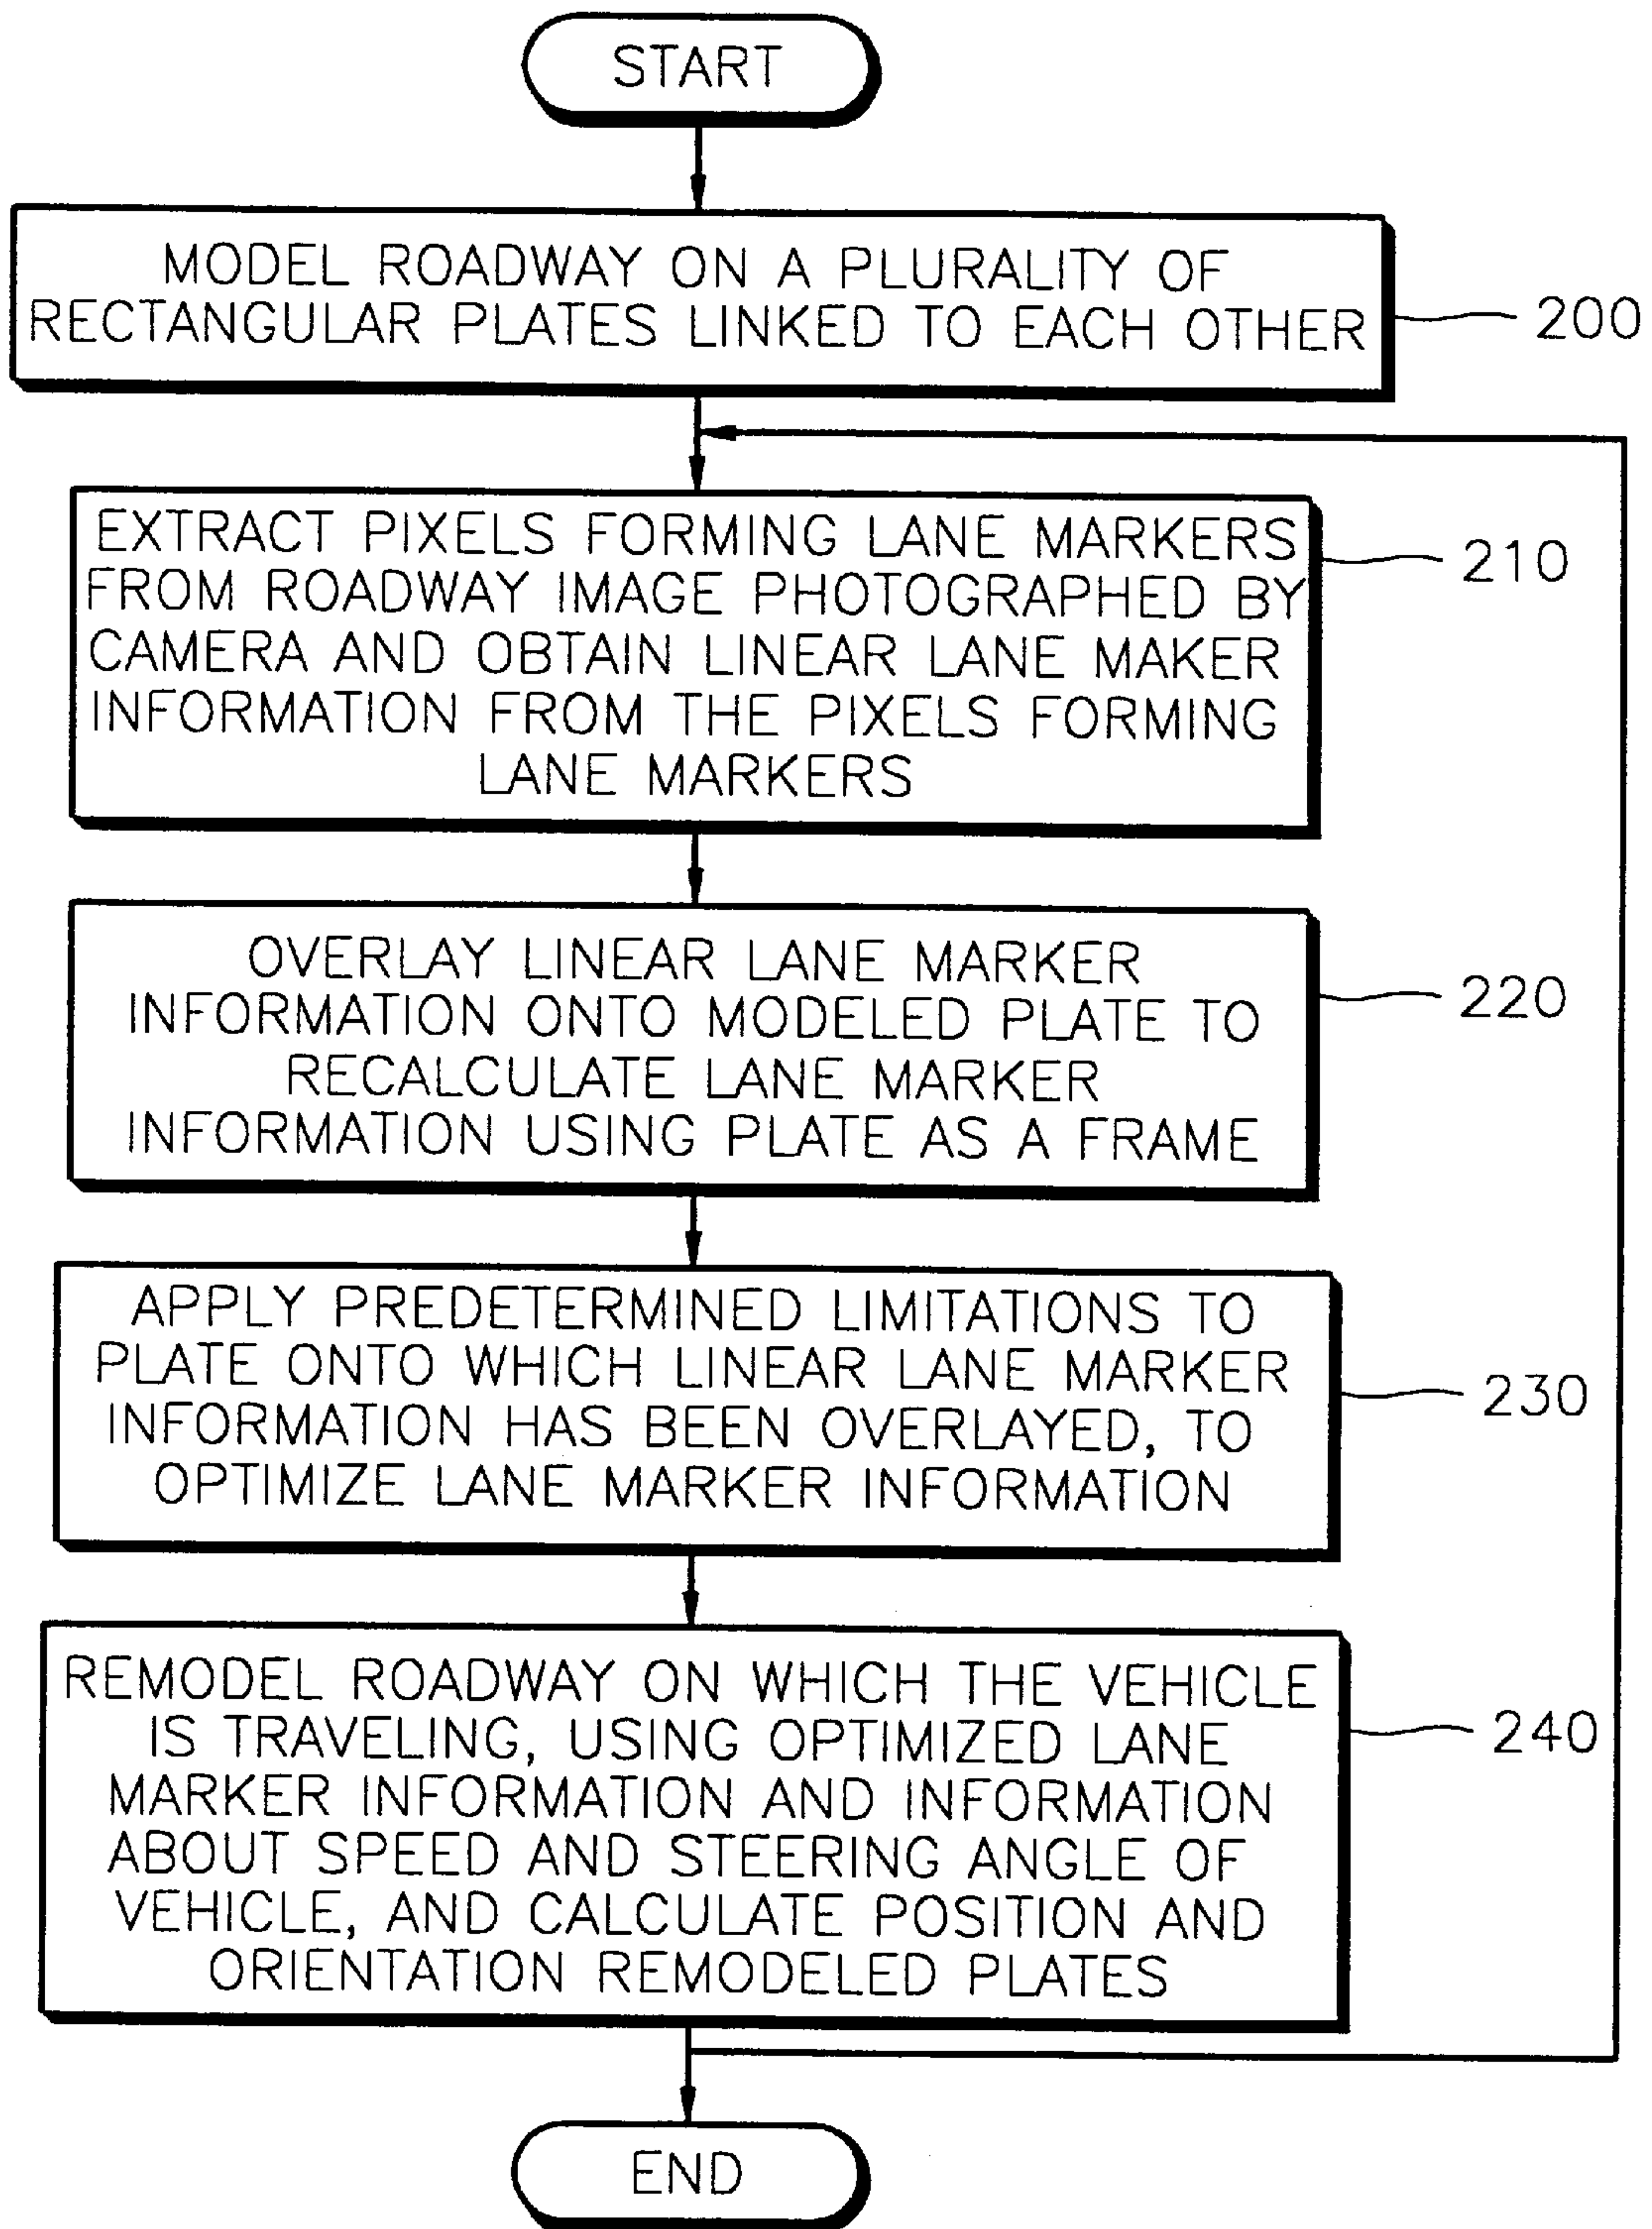 START
MODEL ROADWAY ON A PLURALITY OF
RECTANGULAR PLATES LINKED TO EACH OTHER
200
EXTRACT PIXELS FORMING LANE MARKERS
FROM ROADWAY IMAGE PHOTOGRAPHED BY
CAMERA AND OBTAIN LINEAR LANE MAKER
INFORMATION FROM THE PIXELS FORMING
LANE MARKERS
210
OVERLAY LINEAR LANE MARKER
INFORMATION ONTO MODELED PLATE TO
RECALCULATE LANE MARKER
INFORMATION USING PLATE AS A FRAME
220
APPLY PREDETERMINED LIMITATIONS TO
PLATE ONTO WHICH LINEAR LANE MARKER
INFORMATION HAS BEEN OVERLAYED, TO
OPTIMIZE LANE MARKER INFORMATION
230
REMODEL ROADWAY ON WHICH THE VEHICLE
IS TRAVELING, USING OPTIMIZED LANE
MARKER INFORMATION AND INFORMATION
ABOUT SPEED AND STEERING ANGLE OF
VEHICLE, AND CALCULATE POSITION AND
ORIENTATION REMODELED PLATES
240
END